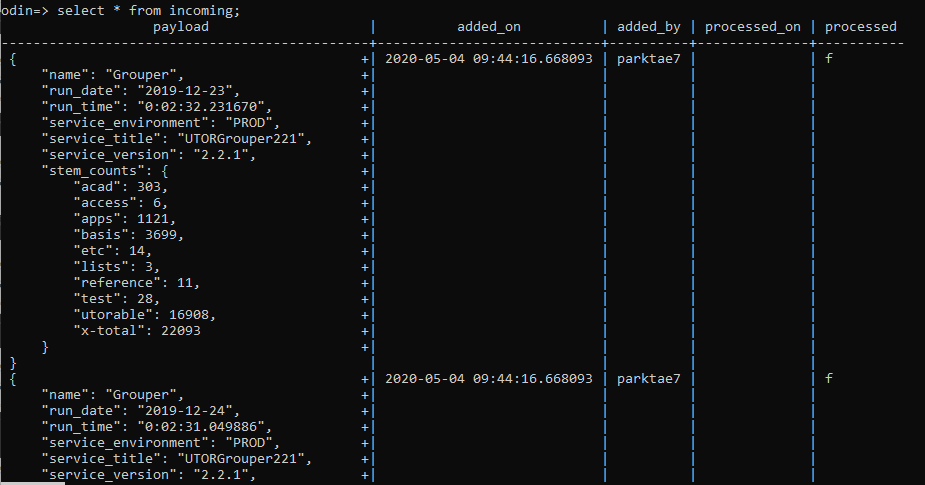 odin=> select * from incoming;
                   payload                    |          added_on          | added_by | processed_on | processed
----------------------------------------------+----------------------------+----------+--------------+-----------
 {                                           +| 2020-05-04 09:44:16.668093 | parktae7 |              | f
     "name": "Grouper",                      +|                            |          |              |
     "run_date": "2019-12-23",               +|                            |          |              |
     "run_time": "0:02:32.231670",           +|                            |          |              |
     "service_environment": "PROD",          +|                            |          |              |
     "service_title": "UTORGrouper221",      +|                            |          |              |
     "service_version": "2.2.1",             +|                            |          |              |
     "stem_counts": {                        +|                            |          |              |
         "acad": 303,                        +|                            |          |              |
         "access": 6,                        +|                            |          |              |
         "apps": 1121,                       +|                            |          |              |
         "basis": 3699,                      +|                            |          |              |
         "etc": 14,                          +|                            |          |              |
         "lists": 3,                         +|                            |          |              |
         "reference": 11,                    +|                            |          |              |
         "test": 28,                         +|                            |          |              |
         "utorable": 16908,                  +|                            |          |              |
         "x-total": 22093                    +|                            |          |              |
     }                                       +|                            |          |              |
 }                                            |                            |          |              |
 {                                           +| 2020-05-04 09:44:16.668093 | parktae7 |              | f
     "name": "Grouper",                      +|                            |          |              |
     "run_date": "2019-12-24",               +|                            |          |              |
     "run_time": "0:02:31.049886",           +|                            |          |              |
     "service_environment": "PROD",          +|                            |          |              |
     "service_title": "UTORGrouper221",      +|                            |          |              |
     "service_version": "2.2.1",             +|                            |          |              |